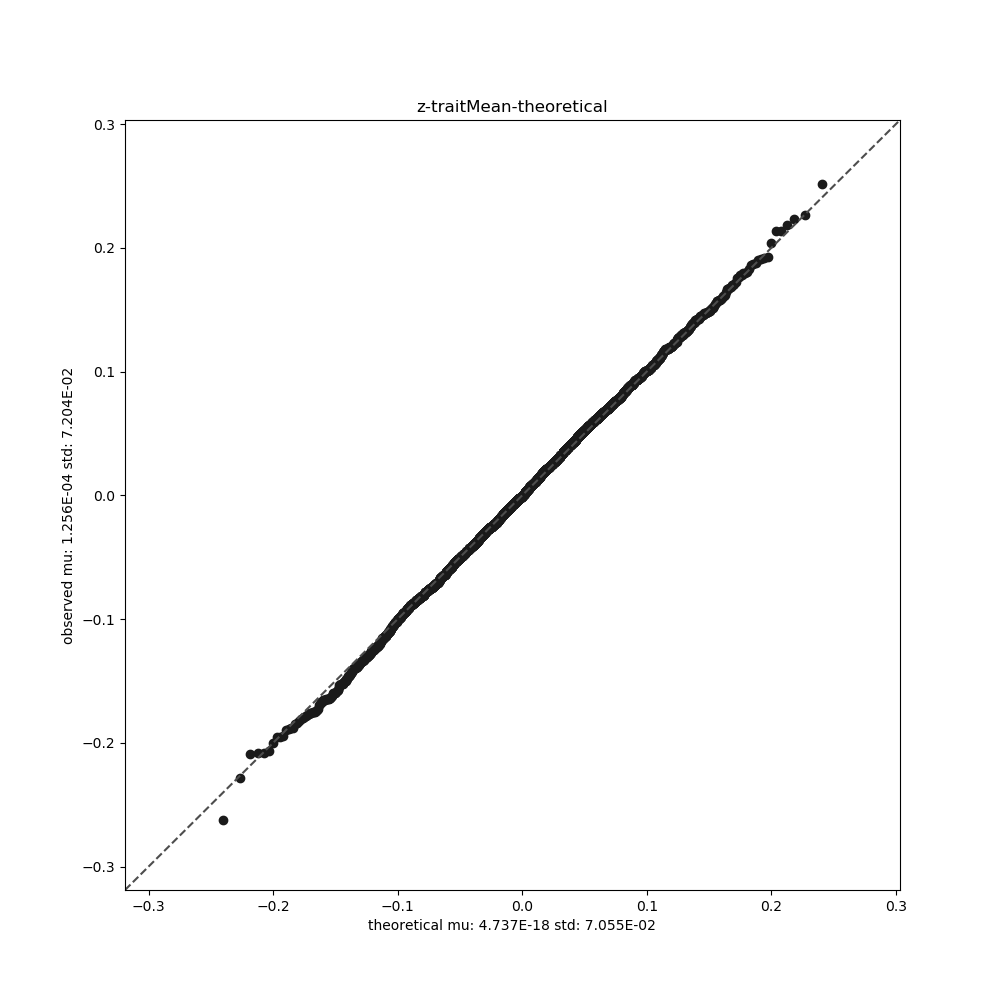 z-traitMean-theoretical
0.3
0.2
0.1
0.0
−0.1
−0.2
−0.3
observed mu: 1.256E-04 std: 7.204E-02
−0.3 −0.2 −0.1 0.0 0.1 0.2 0.3
theoretical mu: 4.737E-18 std: 7.055E-02